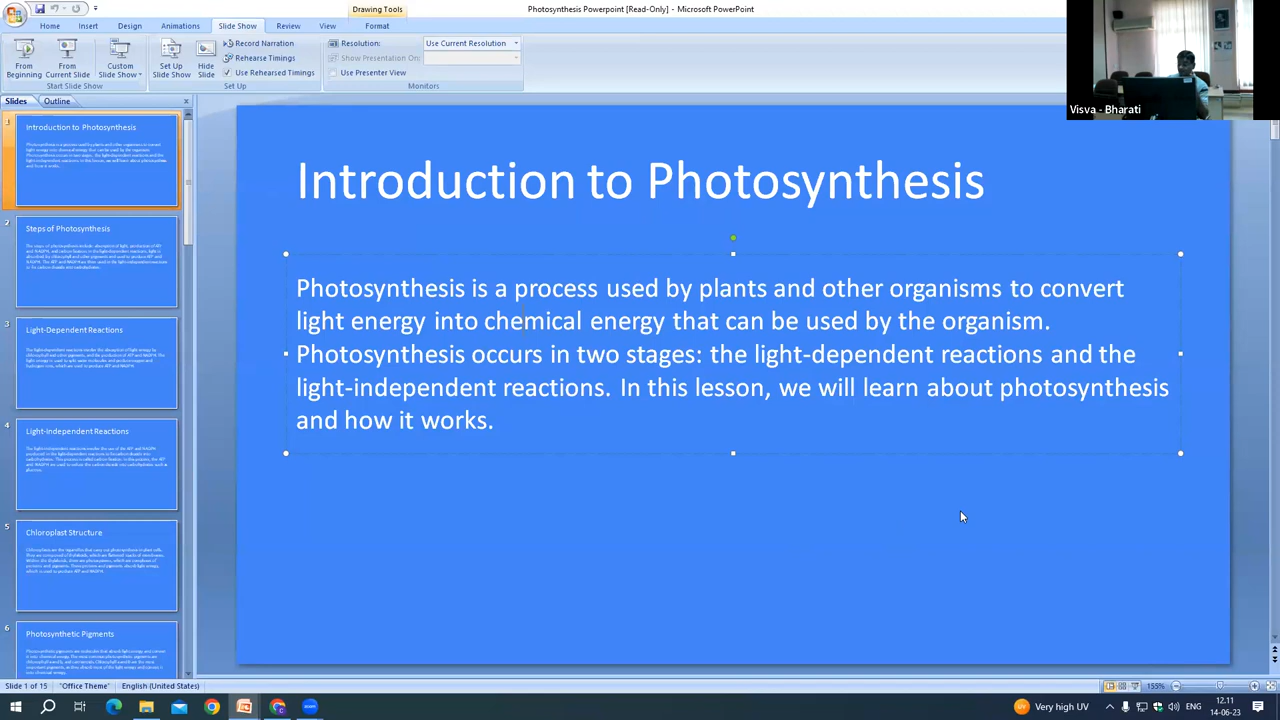 Photosynthesis Powerpoint [Read-Only] - Microsoft PowerPoint
Drawing Tools
Home Insert Design Animations Slide Show Review View Format
From Beginning
From Current Slide
Custom Slide Show
Start Slide Show
Set Up Slide Show
Hide Slide
Record Narration
Rehearse Timings
Use Rehearsed Timings
Set Up
Resolution: Use Current Resolution
Show Presentation On:
Use Presenter View
Monitors
Visva - Bharati
Slides Outline
1
Introduction to Photosynthesis
2
Steps of Photosynthesis
3
Light-Dependent Reactions
4
Light-Independent Reactions
5
Chloroplast Structure
6
Photosynthetic Pigments
Introduction to Photosynthesis
Photosynthesis is a process used by plants and other organisms to convert
light energy into chemical energy that can be used by the organism.
Photosynthesis occurs in two stages: the light-dependent reactions and the
light-independent reactions. In this lesson, we will learn about photosynthesis
and how it works.
Slide 1 of 15 "Office Theme" English (United States) 155%
Very high UV ENG 12.11
14-06-23